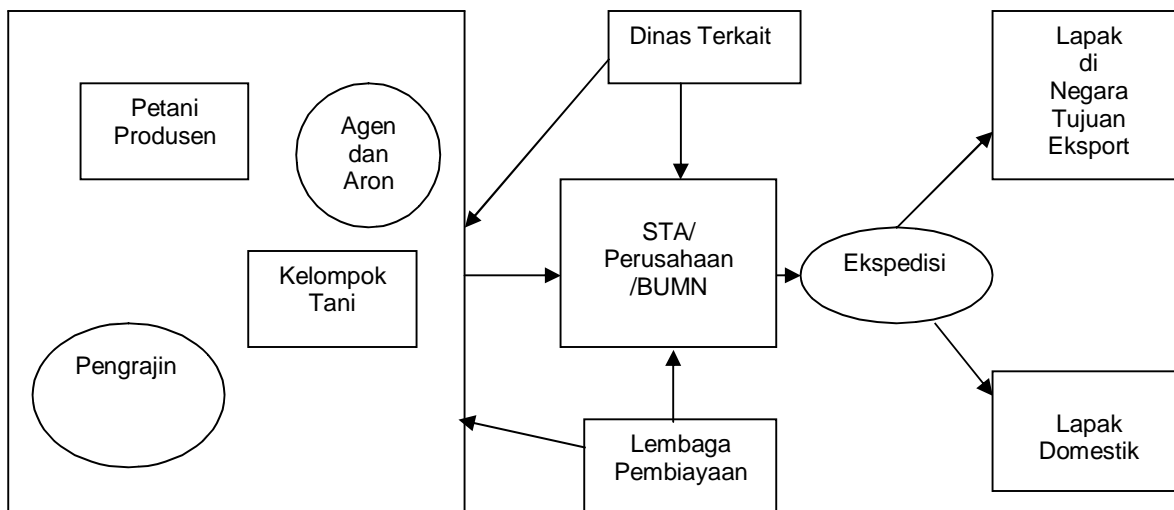 Petani
Produsen
Agen
dan
Aron
Kelompok
Tani
Pengrajin
Dinas Terkait
STA/
Perusahaan
/BUMN
Lembaga
Pembiayaan
Ekspedisi
Lapak
di
Negara
Tujuan
Eksport
Lapak
Domestik